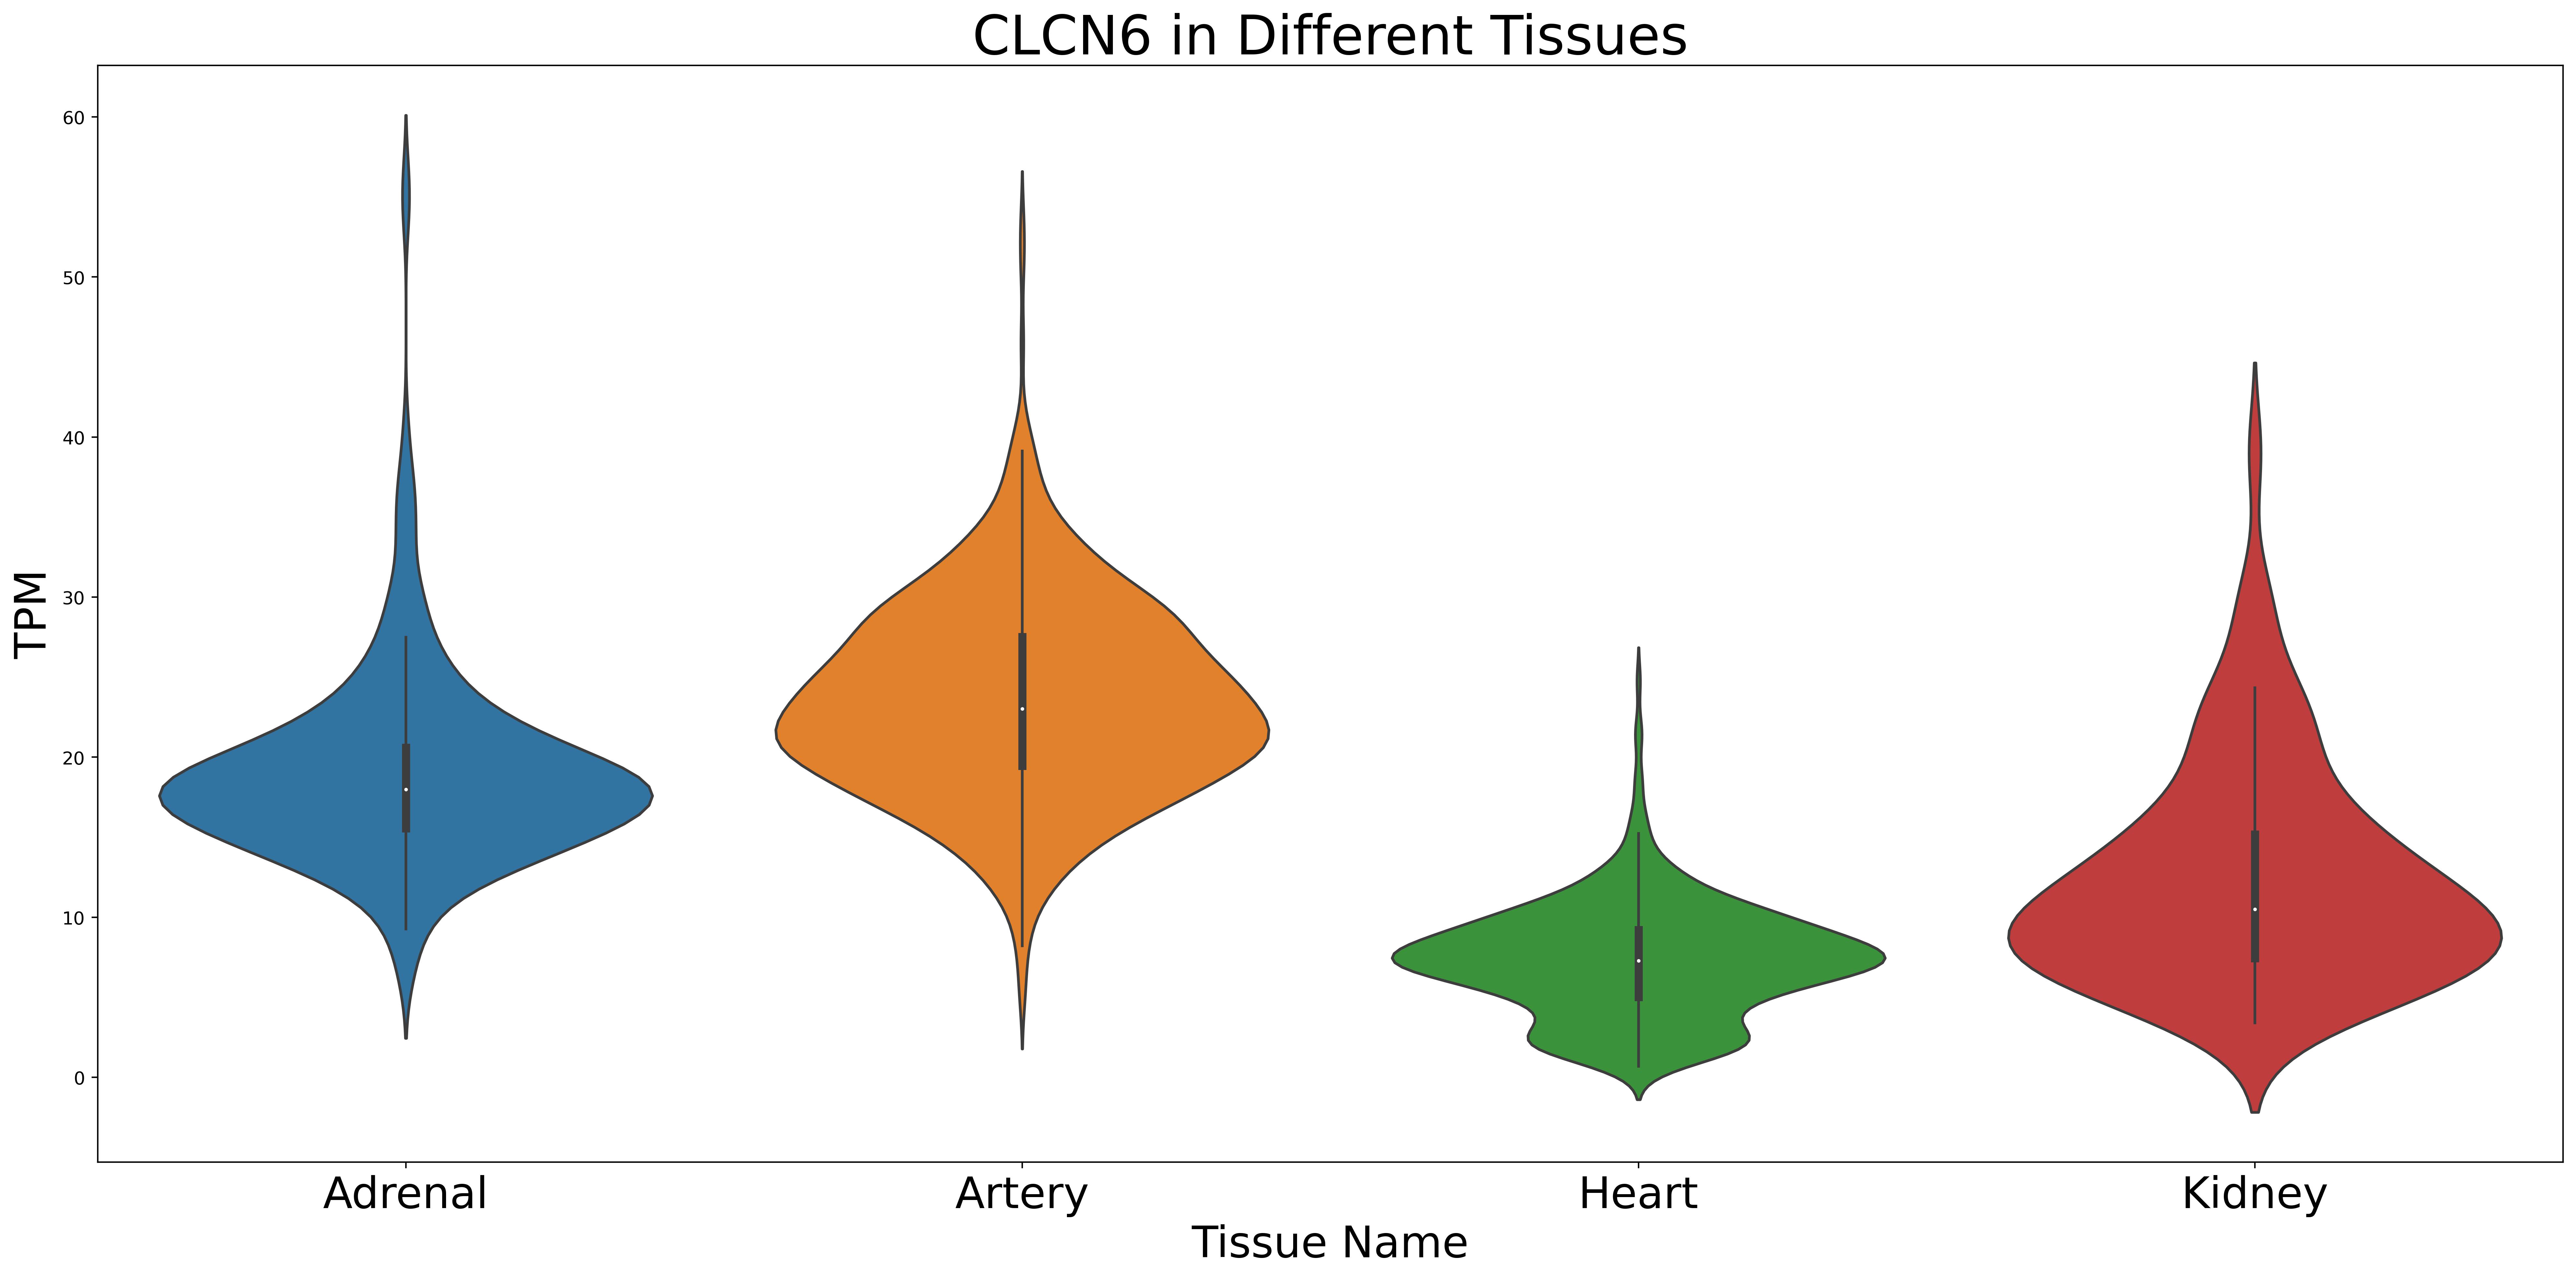 CLCN6 in Different Tissues
60
50
40
30
20
10
0
TPM
Adrenal
Artery
Heart
Kidney
Tissue Name